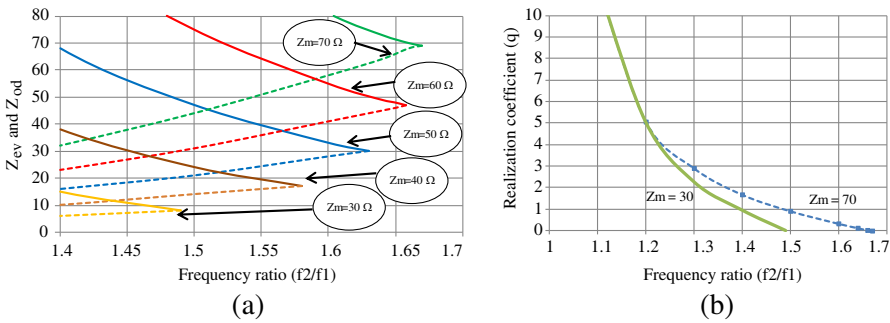 80
70
60
50
40
30
20
10
0
Zev and Zod
1.4 1.45 1.5 1.55 1.6 1.65 1.7
Frequency ratio (f2/f1)
Zm=70 Ω
Zm=60 Ω
Zm=50 Ω
Zm=40 Ω
Zm=30 Ω
(a)
10
9
8
7
6
5
4
3
2
1
0
Realization coefficient (q)
Zm = 30
Zm = 70
1 1.1 1.2 1.3 1.4 1.5 1.6 1.7
Frequency ratio (f2/f1)
(b)